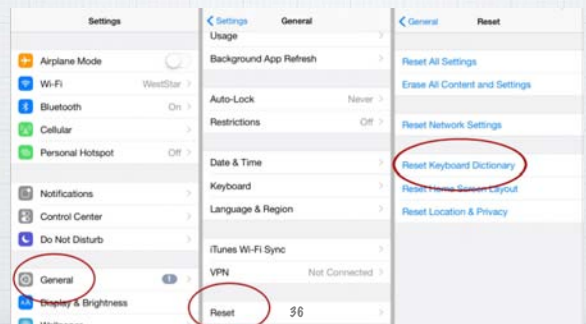 Settings
Airplane Mode
Wi-Fi WestStar
Bluetooth On
Cellular
Personal Hotspot Off
Notifications
Control Center
Do Not Disturb
General 1
Display & Brightness
Wallpaper
Settings General
Usage
Background App Refresh
Auto-Lock Never
Restrictions Off
Date & Time
Keyboard
Language & Region
iTunes Wi-Fi Sync
VPN Not Connected
Reset
36
General Reset
Reset All Settings
Erase All Content and Settings
Reset Network Settings
Reset Keyboard Dictionary
Reset Home Screen Layout
Reset Location & Privacy